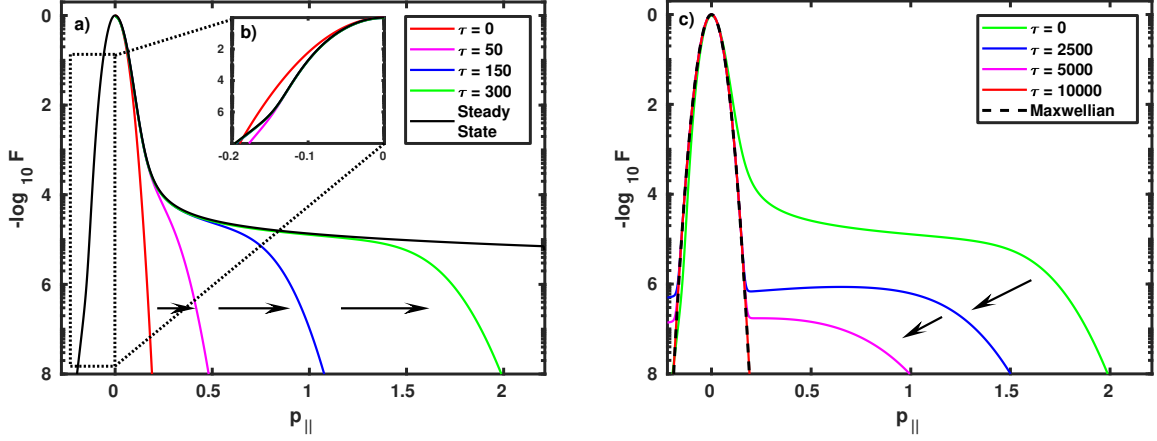 a)
b)
τ = 0
τ = 50
τ = 150
τ = 300
Steady
State
2
4
6
-0.2
-0.1
0
0
2
4
6
8
-log 10 F
0
0.5
1
1.5
2
p||
c)
τ = 0
τ = 2500
τ = 5000
τ = 10000
Maxwellian
0
2
4
6
8
-log 10 F
0
0.5
1
1.5
2
p||